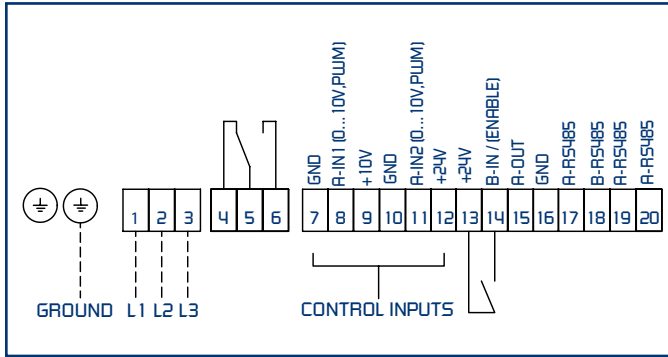 GND
A-IN1 (0... 10V,PWM)
+10V
GND
A-IN2 (0... 10V,PWM)
+24V
+24V
B-IN / (ENABLE)
A-OUT
GND
A-RS485
B-RS485
A-RS485
A-RS485
1 2 3 4 5 6 7 8 9 10 11 12 13 14 15 16 17 18 19 20
GROUND L1 L2 L3 CONTROL INPUTS